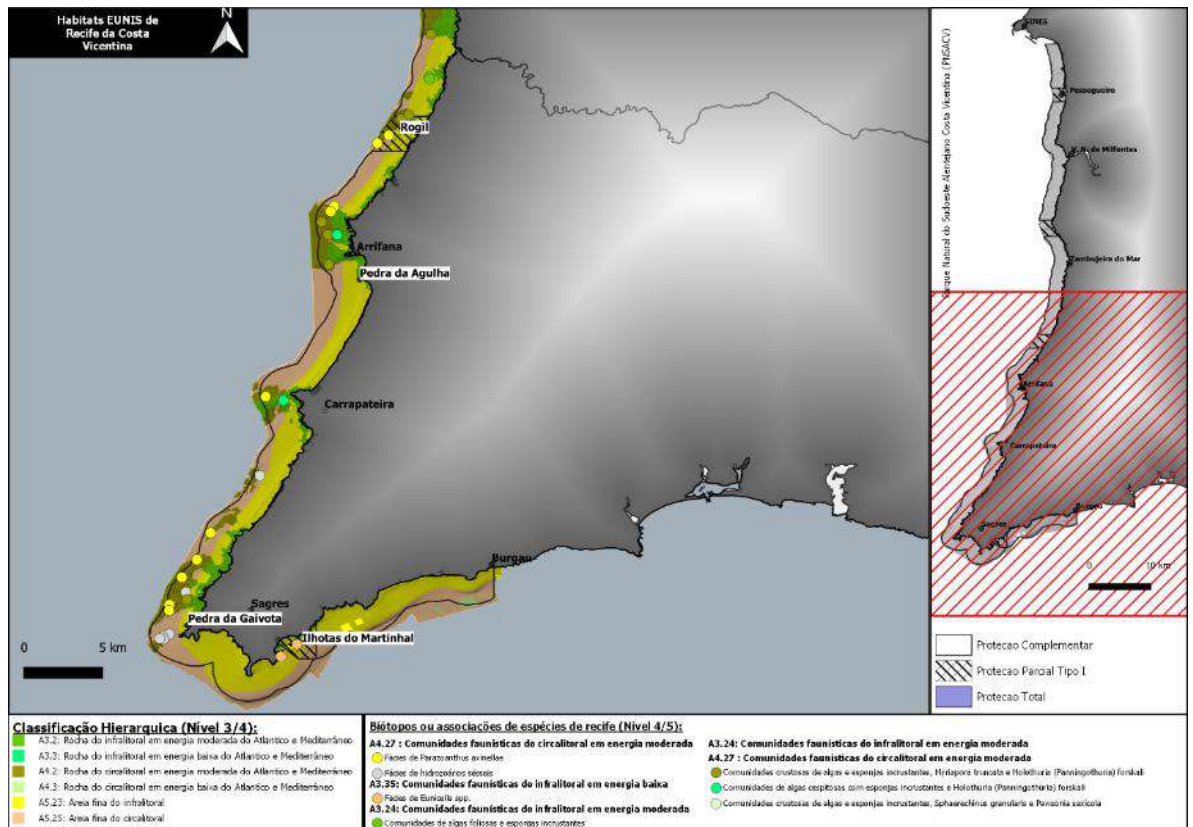 Habitats EUNIS de
Recife da Costa
Vicentina
N
Rogil
Arrifana
Pedra da Agulha
Carrapateira
Burgau
Sagres
Pedra da Gaivota
Ilhotas do Martinhal
0 5 km
Parque Natural do Sudoeste Alentejano Costa Vicentina (PNSACV)
SINES
Pessegueiro
V. N. de Milfontes
Zambujeira do Mar
Arrifana
Carrapateira
Burgau
Sagres
0 10 km
Protecao Complementar
Protecao Parcial Tipo I
Protecao Total
Classificação Hierarquica (Nível 3/4):
A3.2: Rocha do infralitoral em energia moderada do Atlantico e Mediterrâneo
A3.3: Rocha do infralitoral em energia baixa do Atlantico e Mediterrâneo
A4.2: Rocha do circalitoral em energia moderada do Atlantico e Mediterrâneo
A4.3: Rocha do circalitoral em energia baixa do Atlantico e Mediterrâneo
A5.23: Areia fina do infralitoral
A5.25: Areia fina do circalitoral
Biótopos ou associações de espécies de recife (Nível 4/5):
A4.27 : Comunidades faunísticas do circalitoral em energia moderada
Fácies de Parazoanthus axinellae
Fácies de hidrozoários sésseis
A3.35: Comunidades faunísticas do infralitoral em energia baixa
Fácies de Eunicella spp.
A3.24: Comunidades faunísticas do infralitoral em energia moderada
Comunidades de algas foliosas e esponjas incrustantes
A3.24: Comunidades faunísticas do infralitoral em energia moderada
A4.27 : Comunidades faunísticas do circalitoral em energia moderada
Comunidades crustosas de algas e esponjas incrustantes, Myriapora truncata e Holothuria (Panningothuria) forskali
Comunidades de algas cespitosas com esponjas incrustantes e Holothuria (Panningothuria) forskali
Comunidades crustosas de algas e esponjas incrustantes, Sphaerechinus granularis e